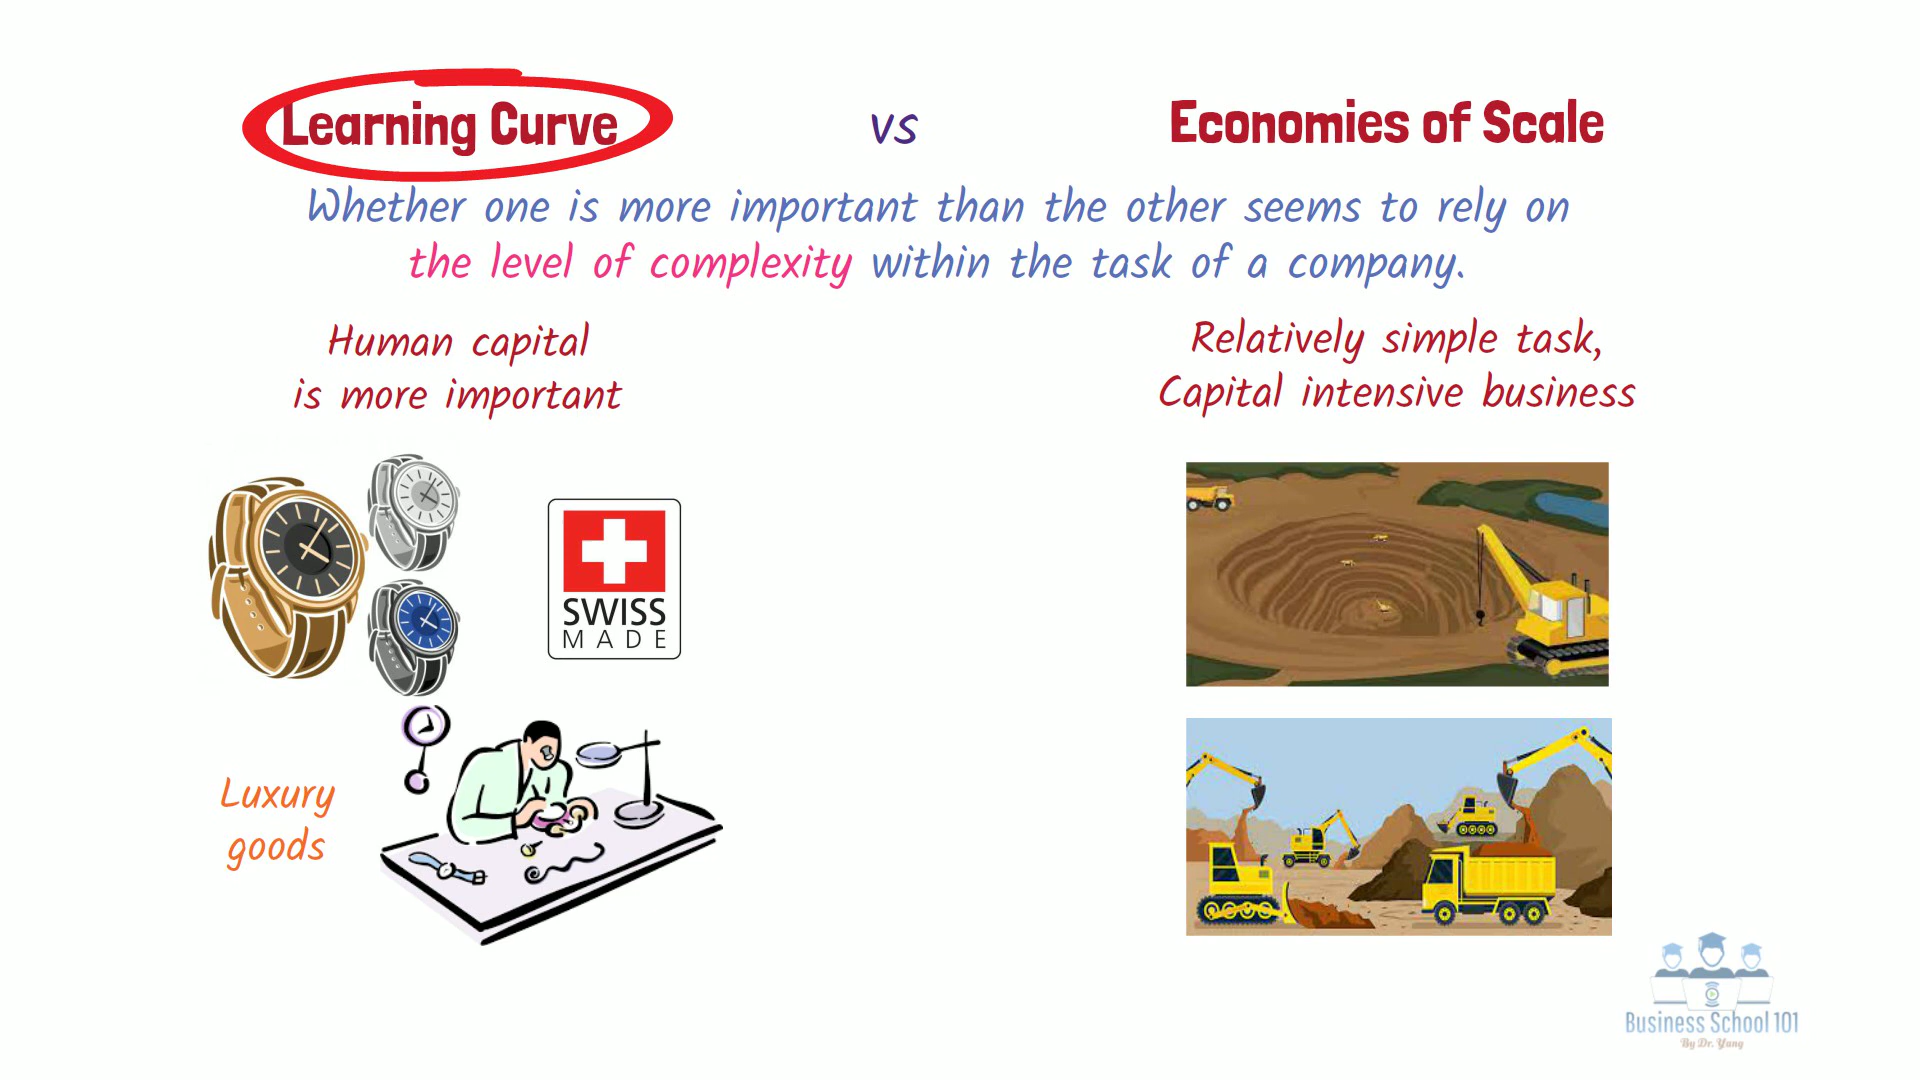 Learning Curve
vs
Economies of Scale
Whether one is more important than the other seems to rely on
the level of complexity within the task of a company.
Human capital
is more important
Relatively simple task,
Capital intensive business
SWISS
MADE
Luxury
goods
Business School 101
By Dr. Yang